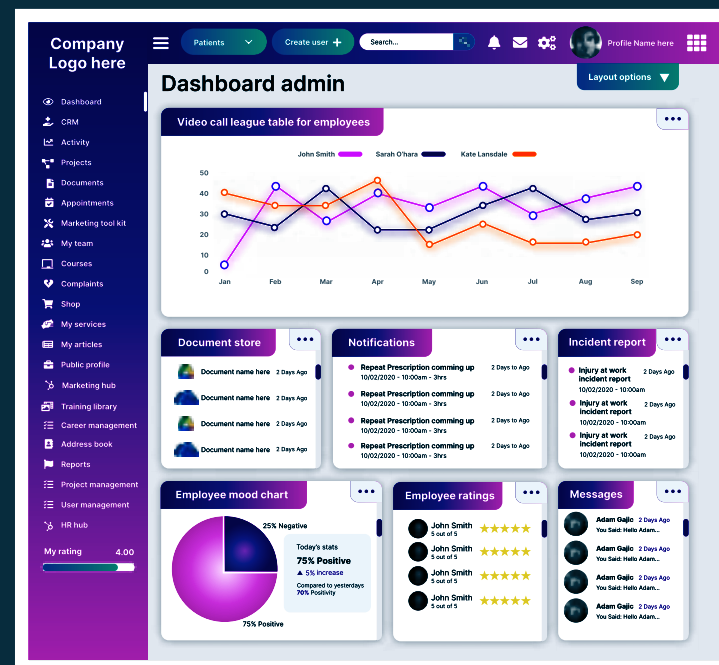 Company
Logo here
Patients
Create user +
Search...
Profile Name here
Dashboard admin
Layout options
Dashboard
CRM
Activity
Projects
Documents
Appointments
Marketing tool kit
My team
Courses
Complaints
Shop
My services
My articles
Public profile
Marketing hub
Training library
Career management
Address book
Reports
Project management
User management
HR hub
My rating 4.00
Video call league table for employees
John Smith Sarah O'hara Kate Lansdale
50
40
30
20
10
0
Jan Feb Mar Apr May Jun Jul Aug Sep
Document store
Document name here 2 Days Ago
Document name here 2 Days Ago
Document name here 2 Days Ago
Document name here 2 Days Ago
Notifications
Repeat Prescription comming up 2 Days to Ago
10/02/2020 - 10:00am - 3hrs
Repeat Prescription comming up 2 Days to Ago
10/02/2020 - 10:00am - 3hrs
Repeat Prescription comming up 2 Days to Ago
10/02/2020 - 10:00am - 3hrs
Repeat Prescription comming up 2 Days to Ago
10/02/2020 - 10:00am - 3hrs
Incident report
Injury at work 2 Days Ago
incident report
10/02/2020 - 10:00am
Injury at work 2 Days Ago
incident report
10/02/2020 - 10:00am
Injury at work 2 Days Ago
incident report
10/02/2020 - 10:00am
Employee mood chart
25% Negative
75% Positive
Today's stats
75% Positive
5% increase
Compared to yesterdays
70% Positivity
Employee ratings
John Smith
5 out of 5
John Smith
5 out of 5
John Smith
5 out of 5
John Smith
5 out of 5
Messages
Adam Gajic 2 Days Ago
You Said: Hello Adam...
Adam Gajic 2 Days Ago
You Said: Hello Adam...
Adam Gajic 2 Days Ago
You Said: Hello Adam...
Adam Gajic 2 Days Ago
You Said: Hello Adam...